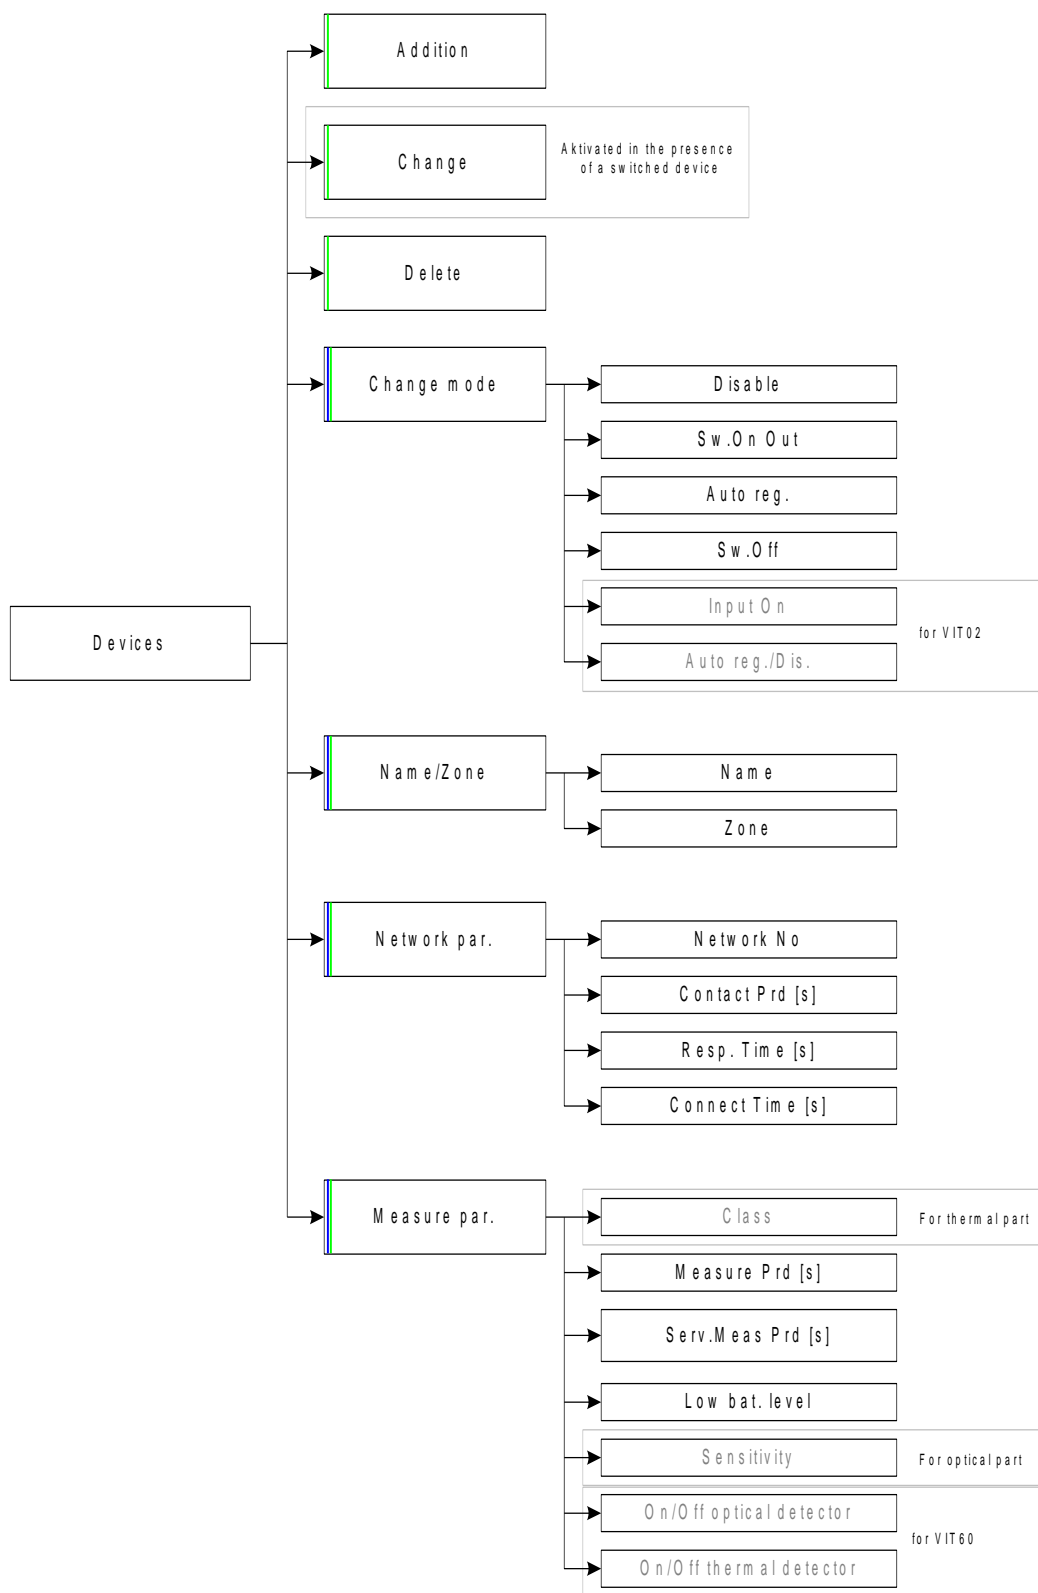 Addition
Change
Aktivated in the presence
of a switched device
Delete
Change mode
Disable
Sw.On Out
Auto reg.
Sw.Off
Input On
for VIT02
Auto reg./Dis.
Devices
Name/Zone
Name
Zone
Network par.
Network No
Contact Prd [s]
Resp. Time [s]
Connect Time [s]
Measure par.
Class
For thermal part
Measure Prd [s]
Serv.Meas Prd [s]
Low bat. level
Sensitivity
For optical part
On/Off optical detector
for VIT60
On/Off thermal detector